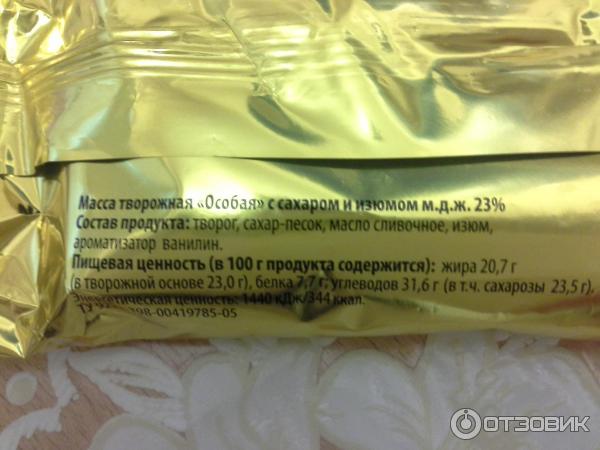 Масса творожная «Особая» с сахаром и изюмом м.д.ж. 23%
Состав продукта: творог, сахар-песок, масло сливочное, изюм,
ароматизатор ванилин.
Пищевая ценность (в 100 г продукта содержится): жира 20,7 г
(в творожной основе 23,0 г), белка 7,7 г, углеводов 31,6 г (в т.ч. сахарозы 23,5 г).
Энергетическая ценность: 1440 кДж/344 ккал.
ТУ 398-00419785-05
ОТЗОВИК